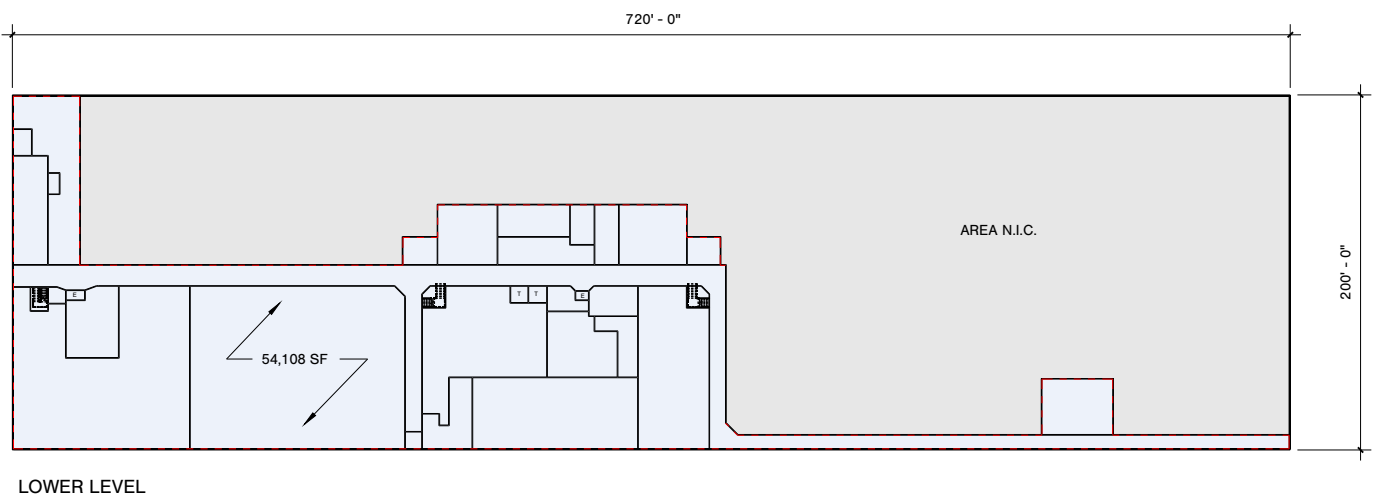 720' - 0"
AREA N.I.C.
200' - 0"
E
T T E
54,108 SF
LOWER LEVEL